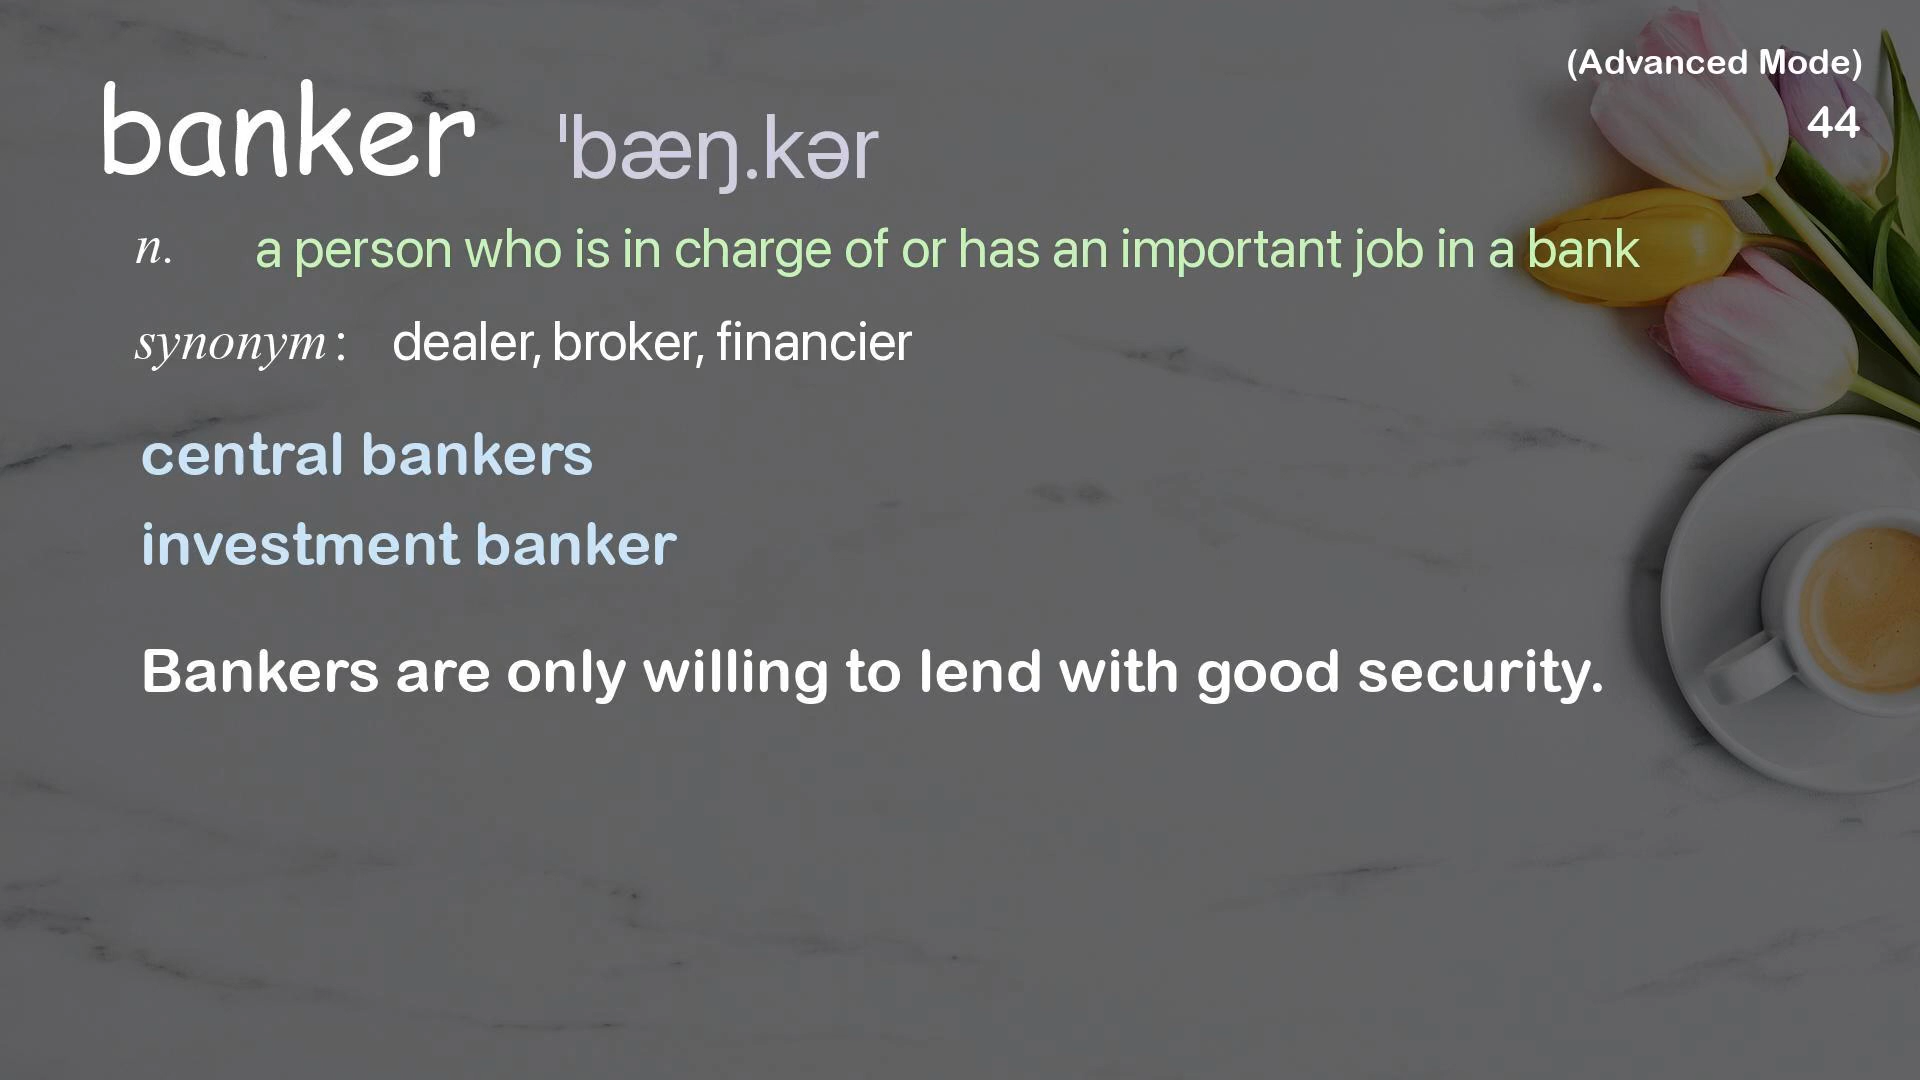 (Advanced Mode)
44
banker ˈbæŋ.kər
n. a person who is in charge of or has an important job in a bank
synonym: dealer, broker, financier
central bankers
investment banker
Bankers are only willing to lend with good security.